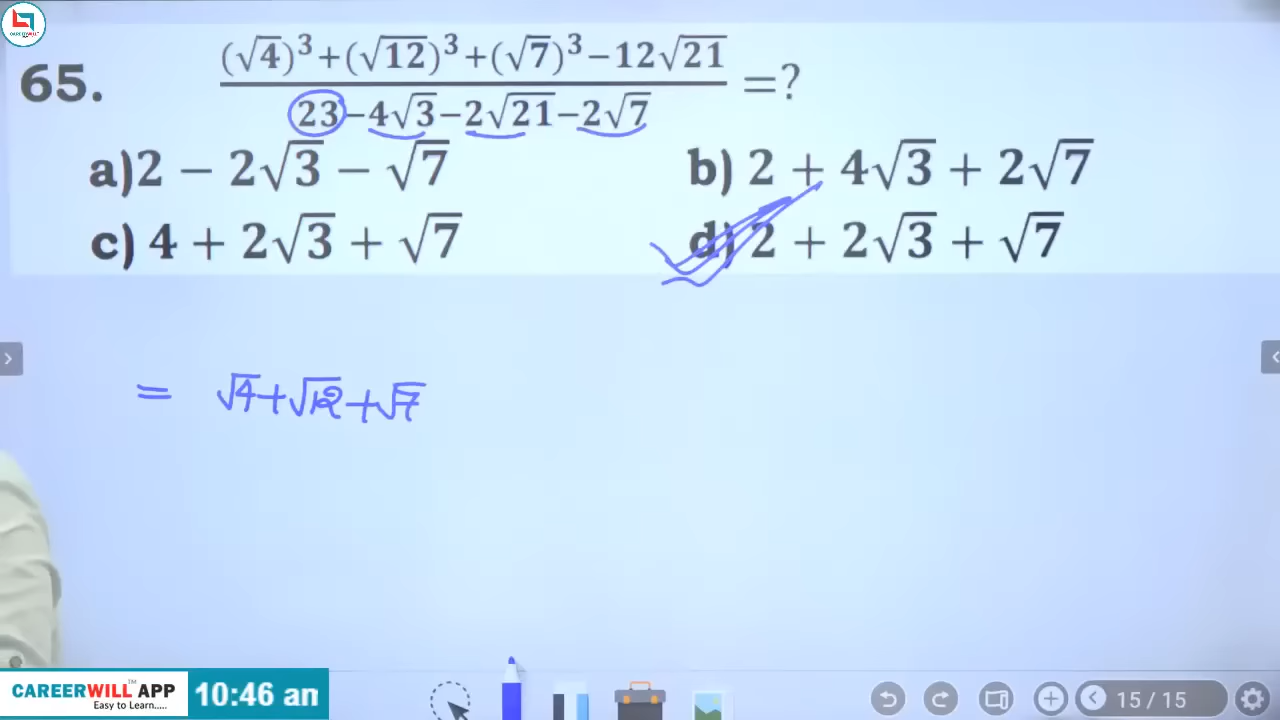 CAREERWILL
65. (√4)³+(√12)³+(√7)³−12√21 / 23−4√3−2√21−2√7 =?
a)2 − 2√3 − √7 b) 2 + 4√3 + 2√7
c) 4 + 2√3 + √7 d) 2 + 2√3 + √7
= √4+√12+√7
CAREERWILL™ APP
Easy to Learn.....
10:46 am
15 / 15